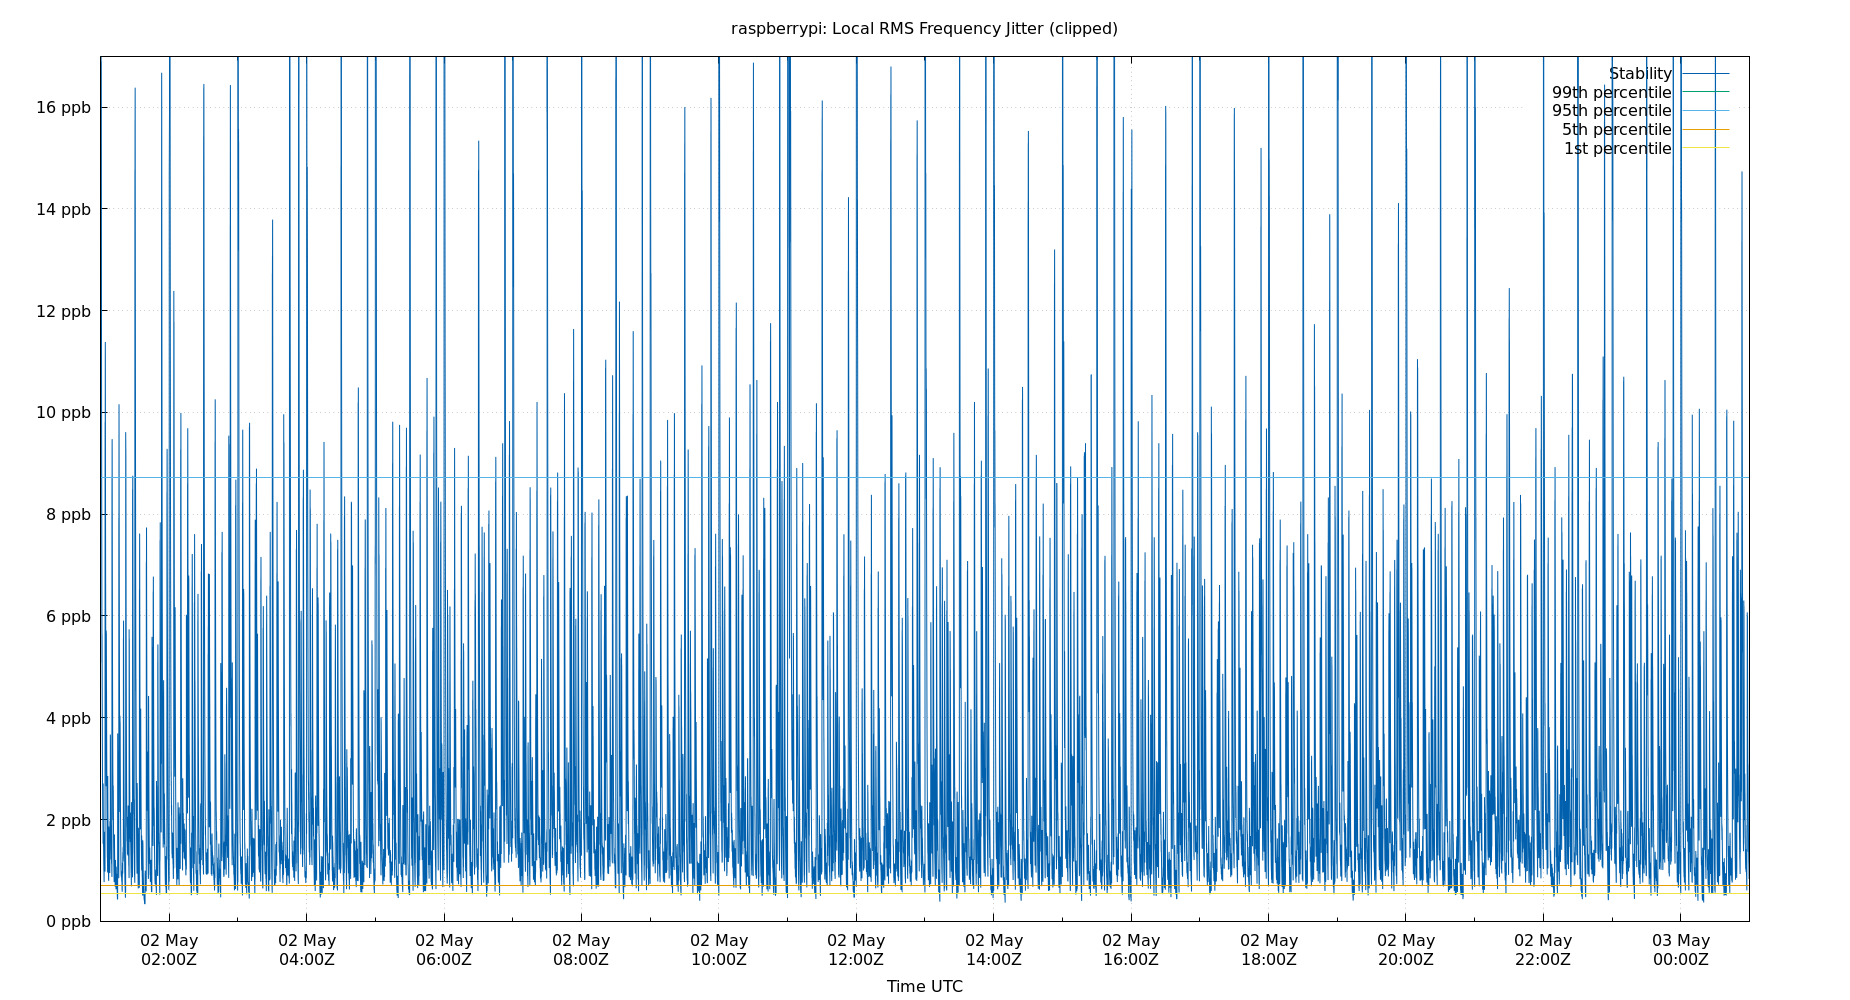 raspberrypi: Local RMS Frequency Jitter (clipped)
Stability
99th percentile
95th percentile
5th percentile
1st percentile
16 ppb
14 ppb
12 ppb
10 ppb
8 ppb
6 ppb
4 ppb
2 ppb
0 ppb
02 May 02 May 02 May 02 May 02 May 02 May 02 May 02 May 02 May 02 May 02 May 03 May
02:00Z 04:00Z 06:00Z 08:00Z 10:00Z 12:00Z 14:00Z 16:00Z 18:00Z 20:00Z 22:00Z 00:00Z
Time UTC